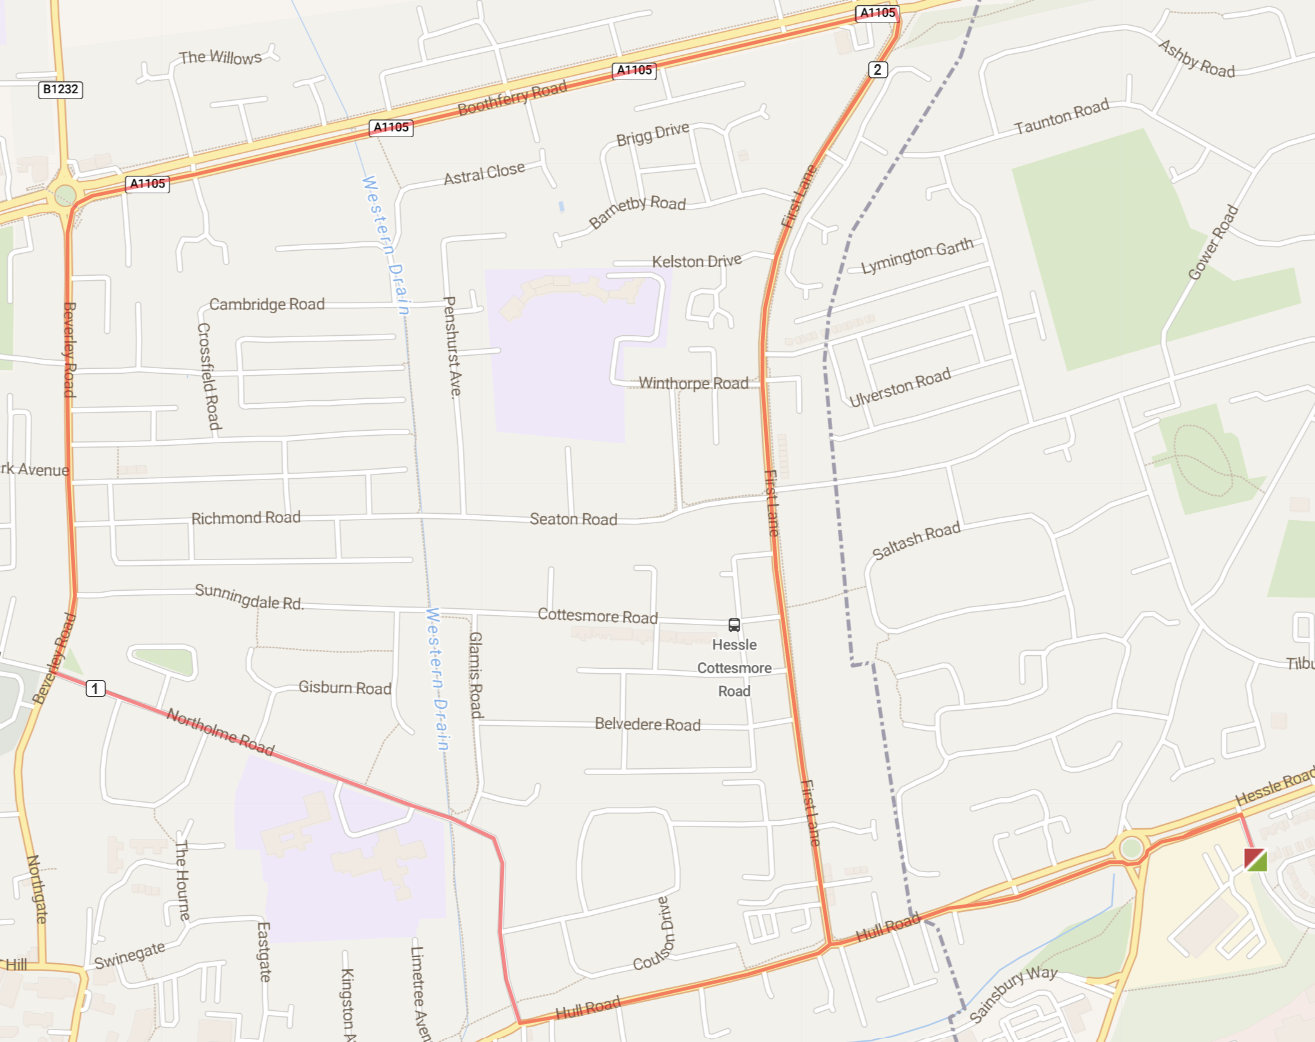 A1105
The Willows
Ashby Road
2
A1105
B1232
Boothferry Road
Taunton Road
A1105
Brigg Drive
Astral Close
A1105
First Lane
Barnetby Road
Western Drain
Gower Road
Lymington Garth
Kelston Drive
Cambridge Road
Penshurst Ave.
Beverley Road
Crossfield Road
Winthorpe Road
Ulverston Road
rk Avenue
First Lane
Richmond Road
Seaton Road
Saltash Road
Sunningdale Rd.
Cottesmore Road
Hessle
Cottesmore
Road
Western Drain
Glamis Road
Beverley Road
Tilbu
1
Gisburn Road
Northolme Road
Belvedere Road
First Lane
Hessle Road
Northgate
The Hourne
Coulson Drive
Hull Road
Swinegate
Eastgate
Hill
Kingston A
Limetree Aven
Sainsbury Way
Hull Road